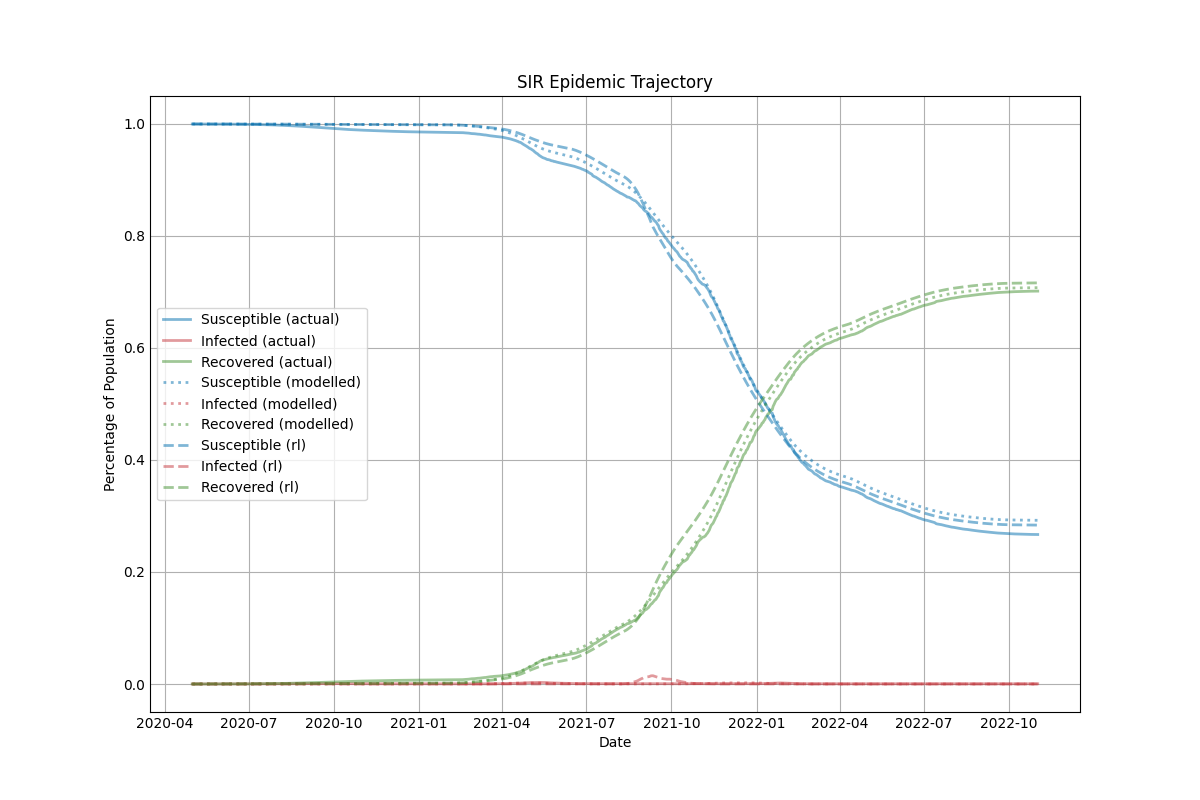 SIR Epidemic Trajectory
Percentage of Population
1.0
0.8
0.6
0.4
0.2
0.0
Susceptible (actual)
Infected (actual)
Recovered (actual)
Susceptible (modelled)
Infected (modelled)
Recovered (modelled)
Susceptible (rl)
Infected (rl)
Recovered (rl)
2020-04 2020-07 2020-10 2021-01 2021-04 2021-07 2021-10 2022-01 2022-04 2022-07 2022-10
Date